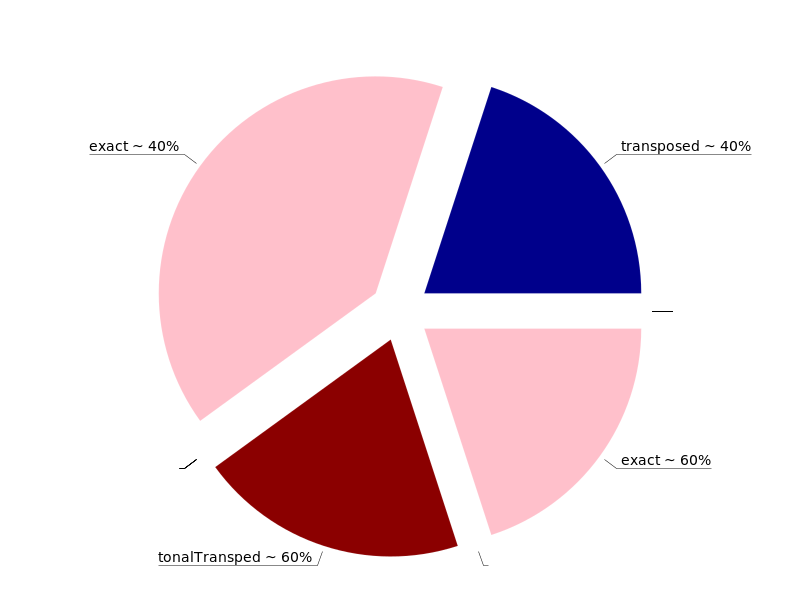 exact ~ 40%
transposed ~ 40%
exact ~ 60%
tonalTransped ~ 60%